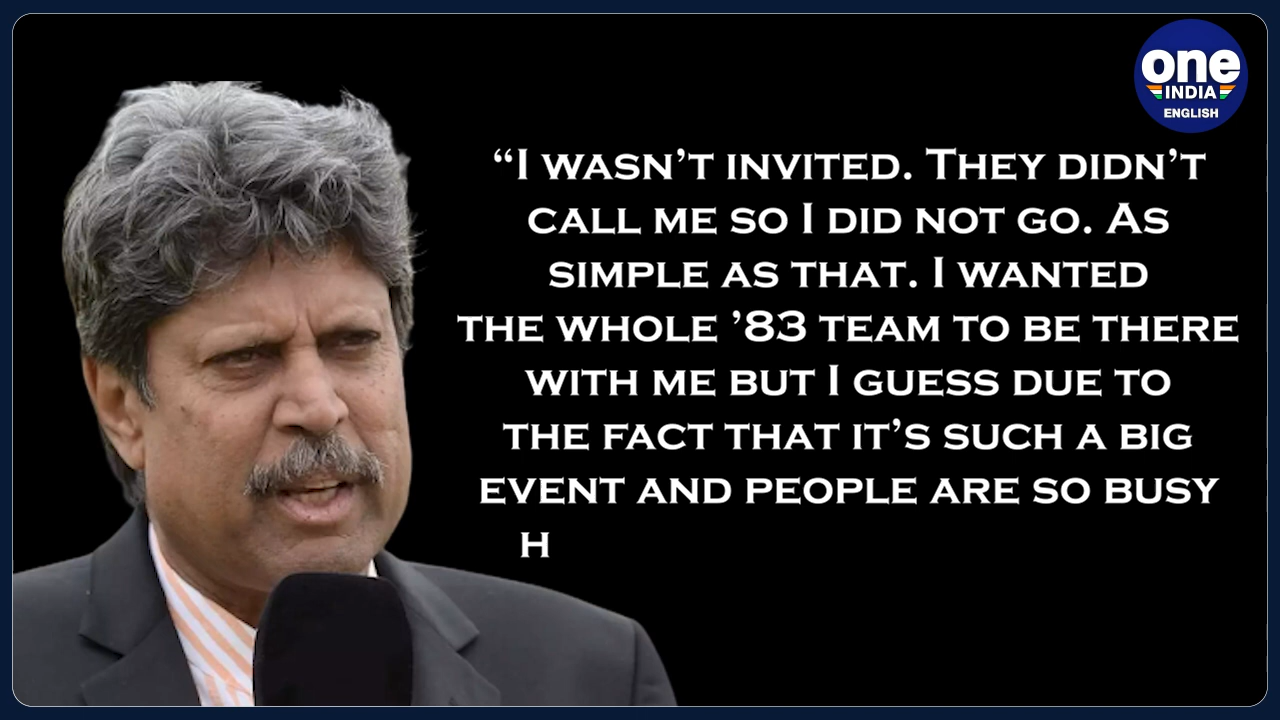 one
INDIA
ENGLISH
“I WASN’T INVITED. THEY DIDN’T
CALL ME SO I DID NOT GO. AS
SIMPLE AS THAT. I WANTED
THE WHOLE ’83 TEAM TO BE THERE
WITH ME BUT I GUESS DUE TO
THE FACT THAT IT’S SUCH A BIG
EVENT AND PEOPLE ARE SO BUSY
H